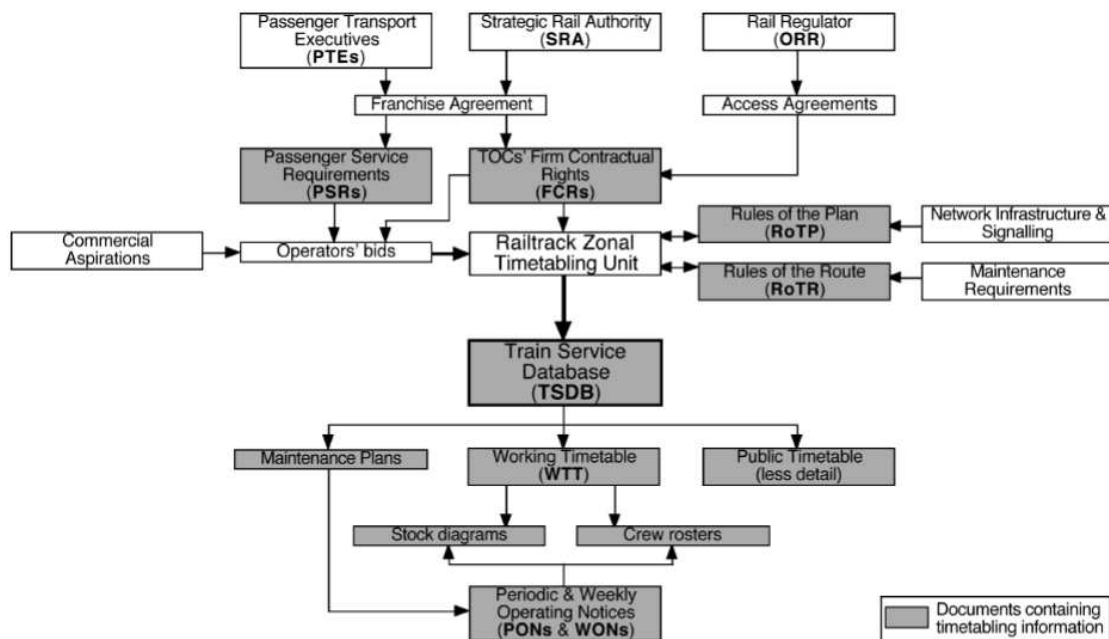 Passenger Transport
Executives
(PTEs)
Strategic Rail Authority
(SRA)
Rail Regulator
(ORR)
Franchise Agreement
Access Agreements
Passenger Service
Requirements
(PSRs)
TOCs' Firm Contractual
Rights
(FCRs)
Rules of the Plan
(RoTP)
Network Infrastructure &
Signalling
Commercial
Aspirations
Operators' bids
Railtrack Zonal
Timetabling Unit
Rules of the Route
(RoTR)
Maintenance
Requirements
Train Service
Database
(TSDB)
Maintenance Plans
Working Timetable
(WTT)
Public Timetable
(less detail)
Stock diagrams
Crew rosters
Periodic & Weekly
Operating Notices
(PONs & WONs)
Documents containing
timetabling information